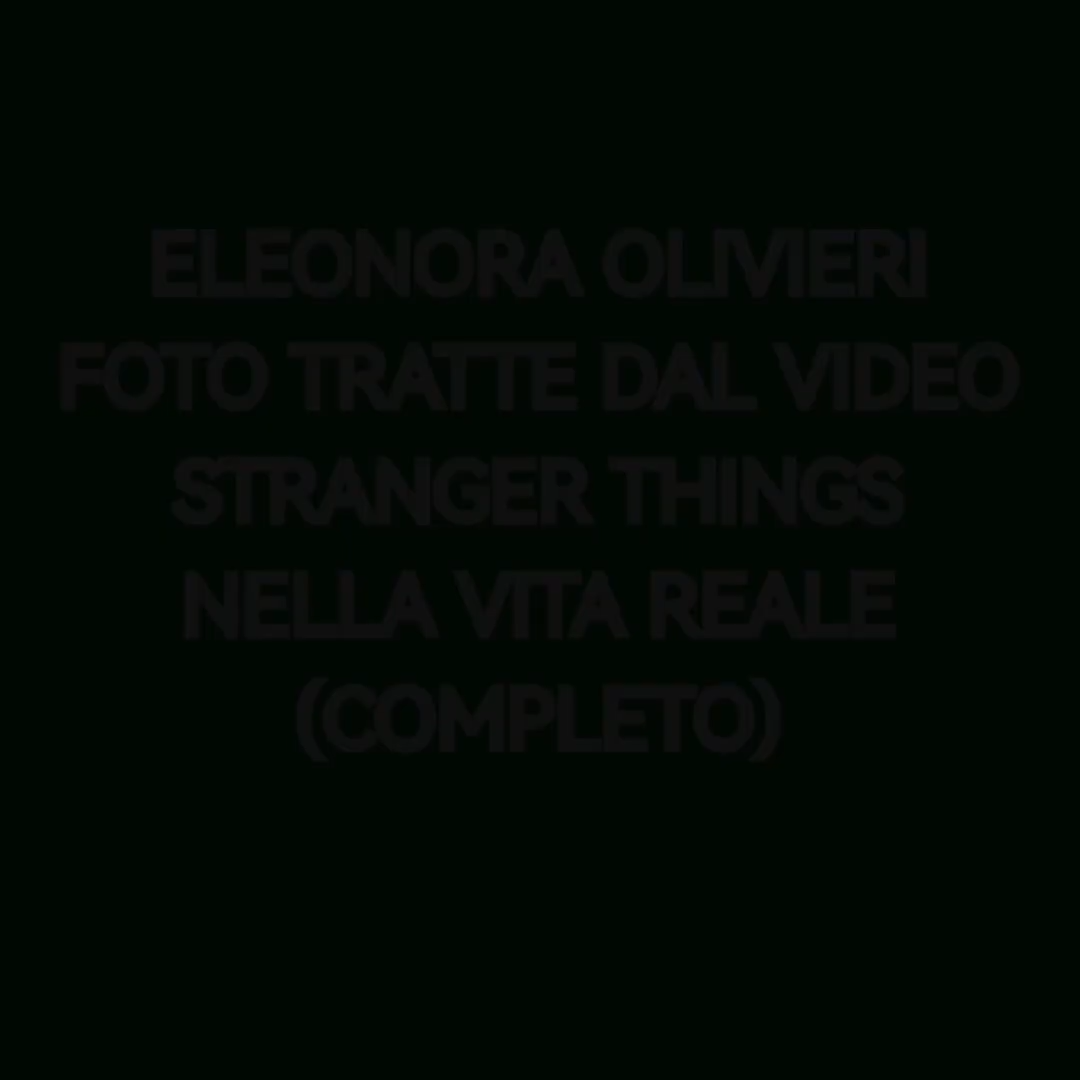 ELEONORA OLIVIERI
FOTO TRATTE DAL VIDEO
STRANGER THINGS
NELLA VITA REALE
(COMPLETO)